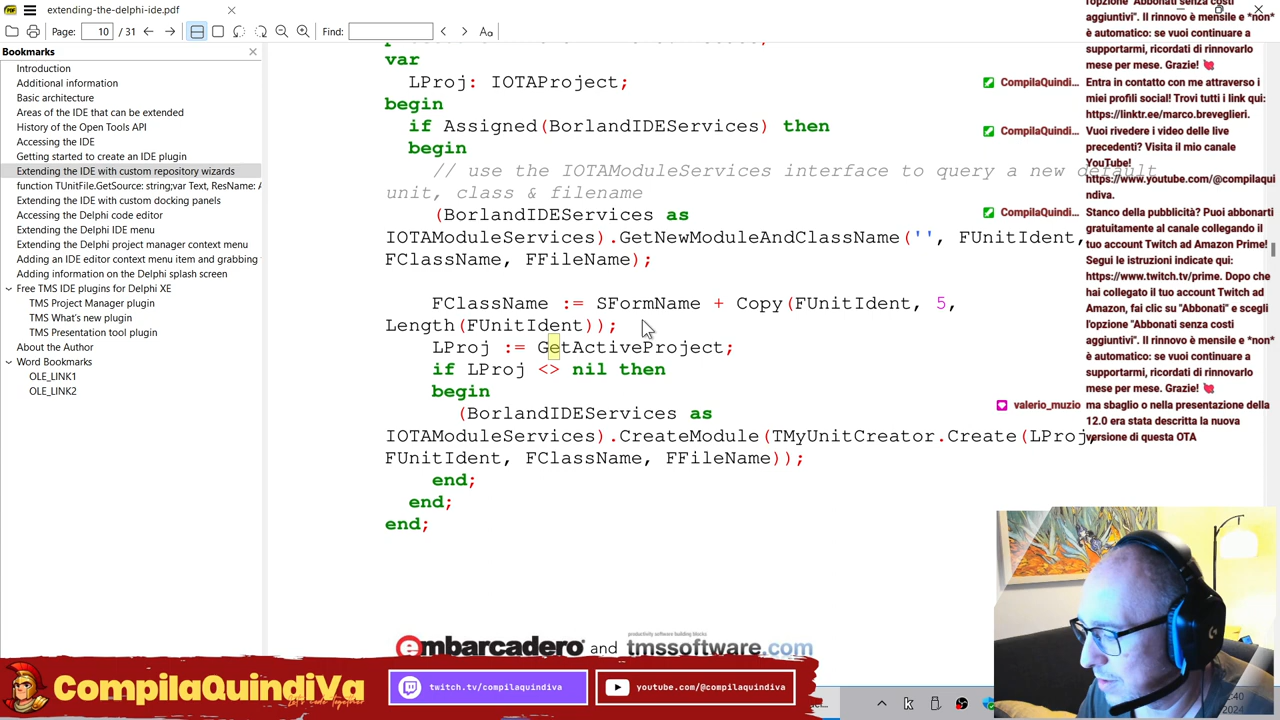 extending-the-delphi-ide.pdf
Page: 10 / 31 Find: Aa
Bookmarks
Introduction
Additional information
Basic architecture
Areas of the IDE that can be extended
History of the Open Tools API
Accessing the IDE
Getting started to create an IDE plugin
Extending the IDE with custom repository wizards
function TUnitFile.GetSource: string;var Text, ResName: A
Extending the IDE with custom docking panels
Accessing the Delphi code editor
Extending the Delphi IDE menu
Extending the Delphi project manager context menu
Adding an IDE editor context menu item and grabbing
Adding information on the Delphi splash screen
Free TMS IDE plugins for Delphi XE
TMS Project Manager plugin
TMS What's new plugin
TMS Presentation tool plugin
About the Author
Word Bookmarks
OLE_LINK1
OLE_LINK2
var
LProj: IOTAProject;
begin
if Assigned(BorlandIDEServices) then
begin
// use the IOTAModuleServices interface to query a new default
unit, class & filename
(BorlandIDEServices as
IOTAModuleServices).GetNewModuleAndClassName('', FUnitIdent,
FClassName, FFileName);
FClassName := SFormName + Copy(FUnitIdent, 5,
Length(FUnitIdent));
LProj := GetActiveProject;
if LProj <> nil then
begin
(BorlandIDEServices as
IOTAModuleServices).CreateModule(TMyUnitCreator.Create(LProj,
FUnitIdent, FClassName, FFileName));
end;
end;
end;
embarcadero and tmssoftware.com
l'opzione "Abbonati senza costi
aggiuntivi". Il rinnovo è mensile e *non*
è automatico: se vuoi continuare a
supportarmi, ricordati di rinnovarlo
mese per mese. Grazie!
CompilaQuindi... Entra in contatto con me attraverso i
miei profili social! Trovi tutti i link qui:
https://linktr.ee/marco.breveglieri.
CompilaQuindi... Vuoi rivedere i video delle live
precedenti? Visita il mio canale
YouTube!
https://www.youtube.com/@compilaqui
ndiva.
CompilaQuindi... Stanco della pubblicità? Puoi abbonarti
gratuitamente al canale collegando il
tuo account Twitch ad Amazon Prime!
Segui le istruzioni indicate qui:
https://www.twitch.tv/prime. Dopo che
hai collegato il tuo account Twitch ad
Amazon, fai clic su "Abbonati" e scegli
l'opzione "Abbonati senza costi
aggiuntivi". Il rinnovo è mensile e *non*
è automatico: se vuoi continuare a
supportarmi, ricordati di rinnovarlo
mese per mese. Grazie!
valerio_muzio ma sbaglio o nella presentazione della
12.0 era stata descritta la nuova
versione di questa OTA
CompilaQuindiVa
Let's code together
twitch.tv/compilaquindiva
youtube.com/@compilaquindiva